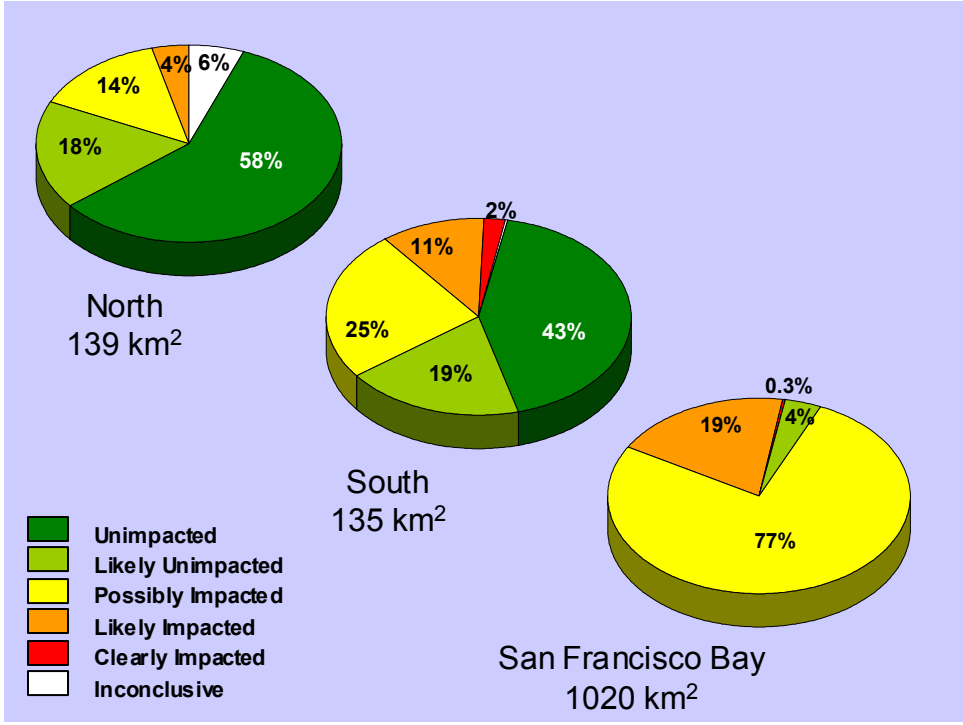 4%
6%
14%
18%
58%
North
139 km²
2%
11%
25%
43%
19%
South
135 km²
0.3%
19%
4%
77%
San Francisco Bay
1020 km²
Unimpacted
Likely Unimpacted
Possibly Impacted
Likely Impacted
Clearly Impacted
Inconclusive